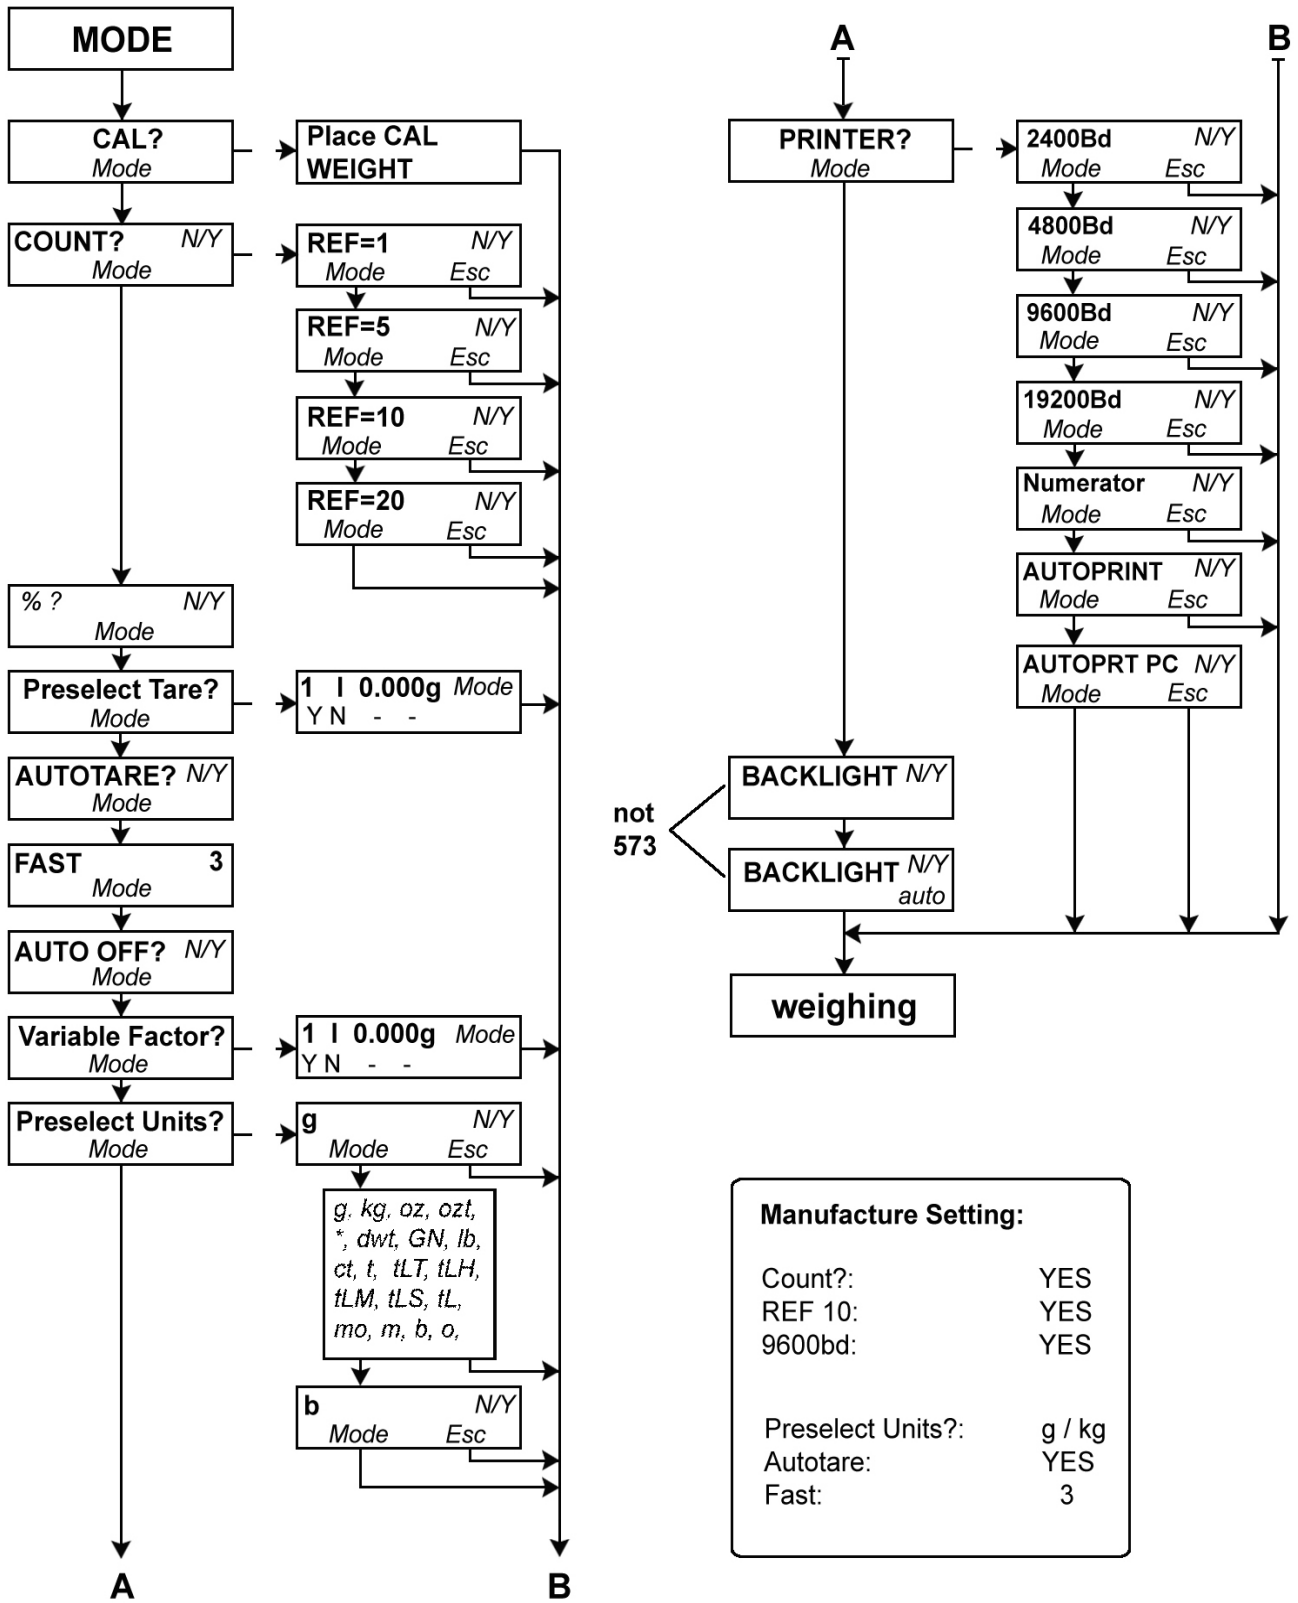 MODE
CAL?
Mode
Place CAL
WEIGHT
COUNT? N/Y
Mode
REF=1 N/Y
Mode Esc
REF=5 N/Y
Mode Esc
REF=10 N/Y
Mode Esc
REF=20 N/Y
Mode Esc
% ? N/Y
Mode
Preselect Tare?
Mode
1 I 0.000g Mode
Y N - -
AUTOTARE? N/Y
Mode
FAST 3
Mode
AUTO OFF? N/Y
Mode
Variable Factor?
Mode
1 I 0.000g Mode
Y N - -
Preselect Units?
Mode
g N/Y
Mode Esc
g, kg, oz, ozt,
*, dwt, GN, lb,
ct, t, tLT, tLH,
tLM, tLS, tL,
mo, m, b, o,
b N/Y
Mode Esc
A
B
A
B
PRINTER?
Mode
2400Bd N/Y
Mode Esc
4800Bd N/Y
Mode Esc
9600Bd N/Y
Mode Esc
19200Bd N/Y
Mode Esc
Numerator N/Y
Mode Esc
AUTOPRINT N/Y
Mode Esc
AUTOPRT PC N/Y
Mode Esc
not
573
BACKLIGHT N/Y
BACKLIGHT N/Y
auto
weighing
Manufacture Setting:
Count?: YES
REF 10: YES
9600bd: YES
Preselect Units?: g / kg
Autotare: YES
Fast: 3